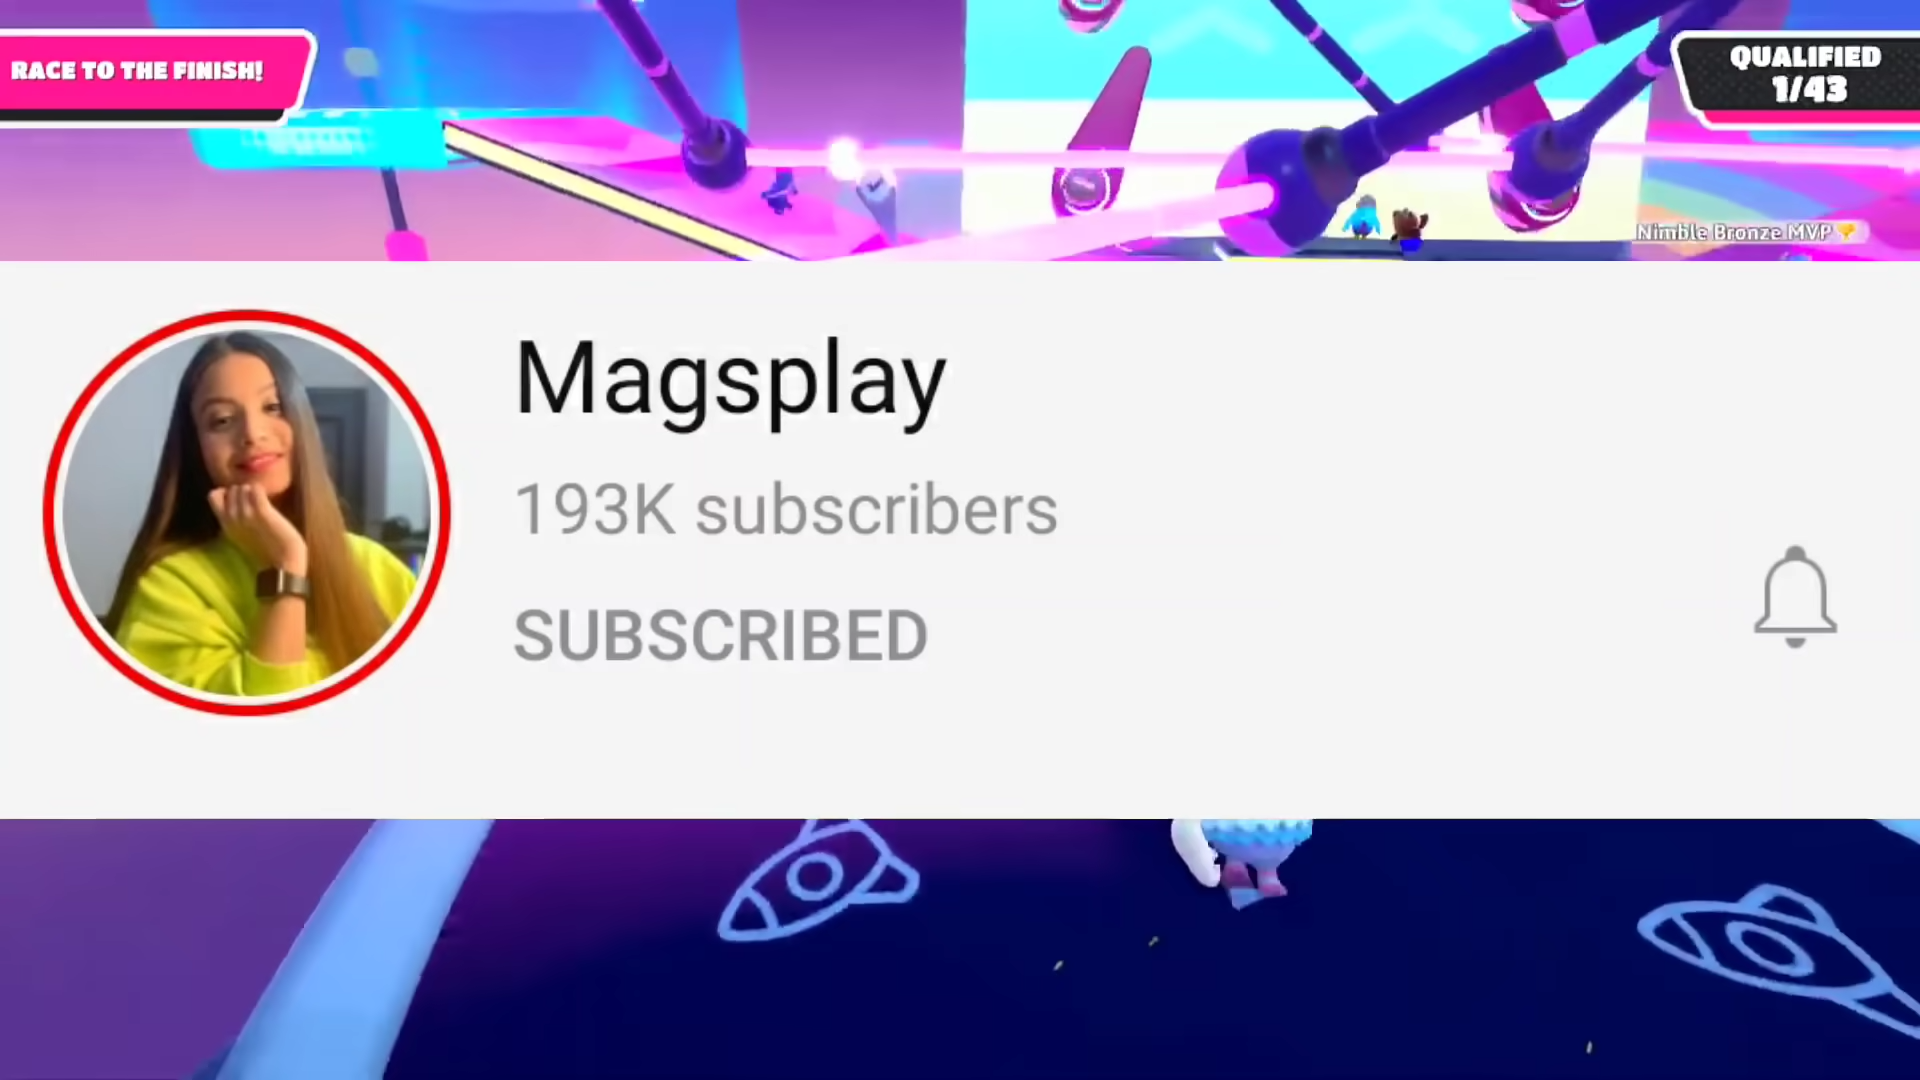 RACE TO THE FINISH!
QUALIFIED
1/43
Nimble Bronze MVP
Magsplay
193K subscribers
SUBSCRIBED